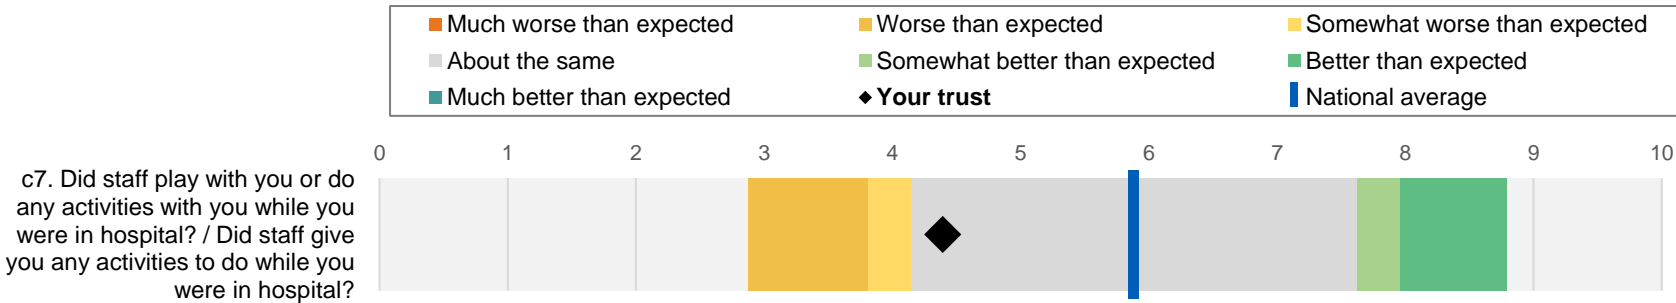 Much worse than expected
Worse than expected
Somewhat worse than expected
About the same
Somewhat better than expected
Better than expected
Much better than expected
Your trust
National average
0 1 2 3 4 5 6 7 8 9 10
c7. Did staff play with you or do
any activities with you while you
were in hospital? / Did staff give
you any activities to do while you
were in hospital?